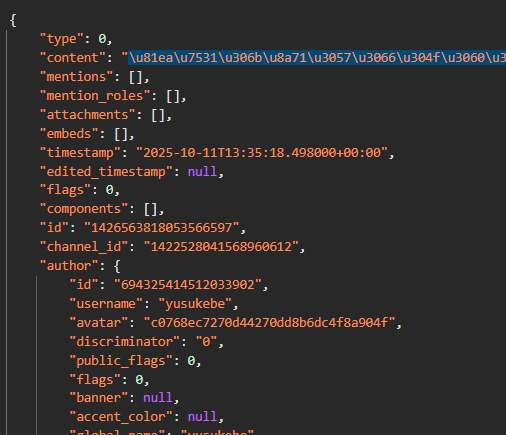 {
"type": 0,
"content": "\u81ea\u7531\u306b\u8a71\u3057\u3066\u304f\u3060\u3
"mentions": [],
"mention_roles": [],
"attachments": [],
"embeds": [],
"timestamp": "2025-10-11T13:35:18.498000+00:00",
"edited_timestamp": null,
"flags": 0,
"components": [],
"id": "1426563818053566597",
"channel_id": "1422528041568960612",
"author": {
"id": "694325414512033902",
"username": "yusukebe",
"avatar": "c0768ec7270d44270dd8b6dc4f8a904f",
"discriminator": "0",
"public_flags": 0,
"flags": 0,
"banner": null,
"accent_color": null,
"global_name": "yusukebe"